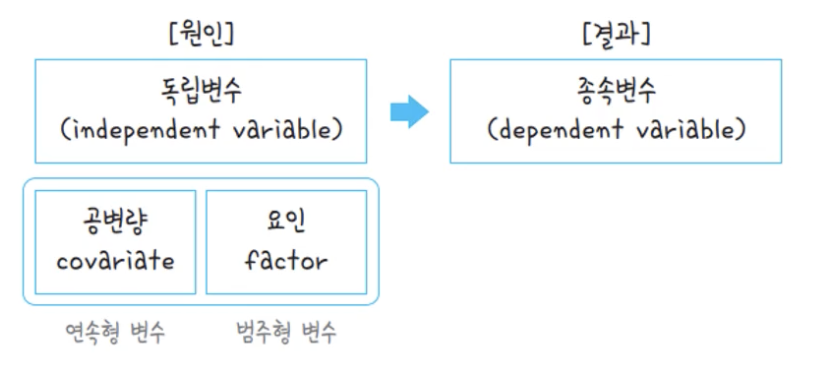 [원인]
[결과]
독립변수
(independent variable)
종속변수
(dependent variable)
공변량
covariate
요인
factor
연속형 변수
범주형 변수